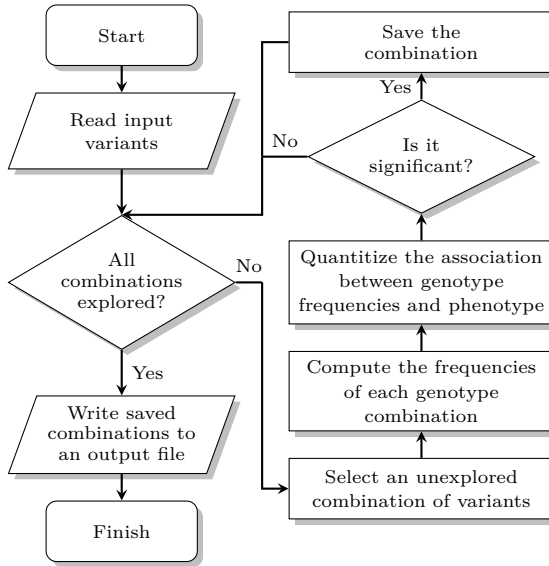 Start
Read input
variants
All
combinations
explored?
Yes
Write saved
combinations to
an output file
Finish
No
Select an unexplored
combination of variants
Compute the frequencies
of each genotype
combination
Quantitize the association
between genotype
frequencies and phenotype
Is it
significant?
No
Yes
Save the
combination